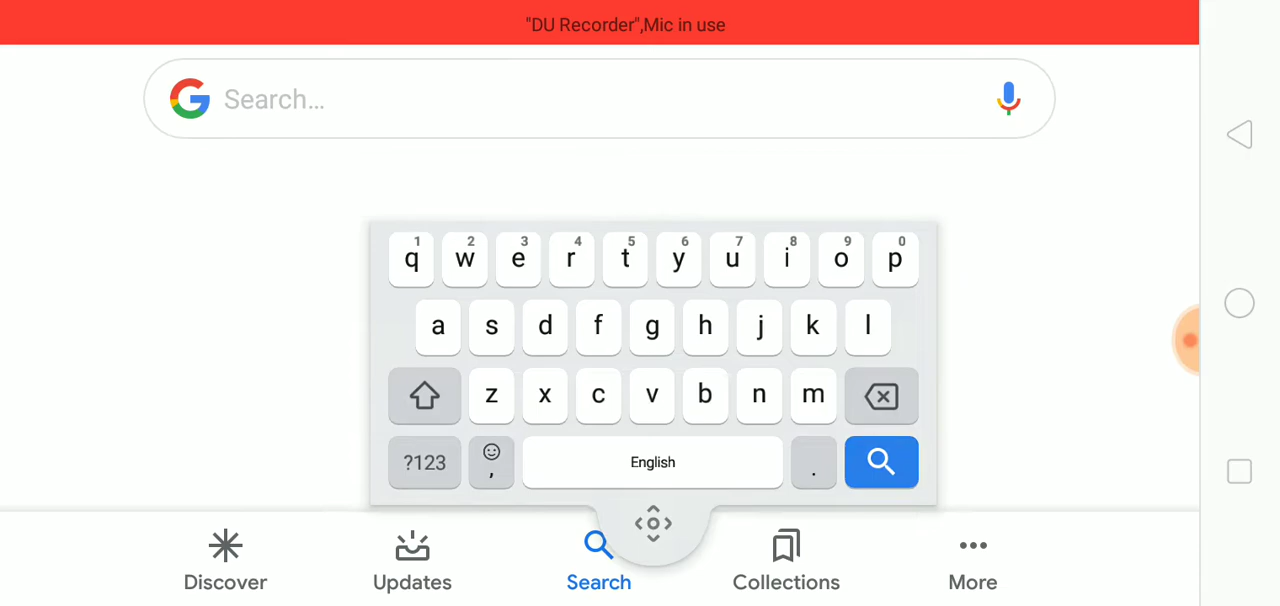 "DU Recorder",Mic in use
Search...
1 2 3 4 5 6 7 8 9 0
q w e r t y u i o p
a s d f g h j k l
z x c v b n m
?123 , English .
Discover Updates Search Collections More